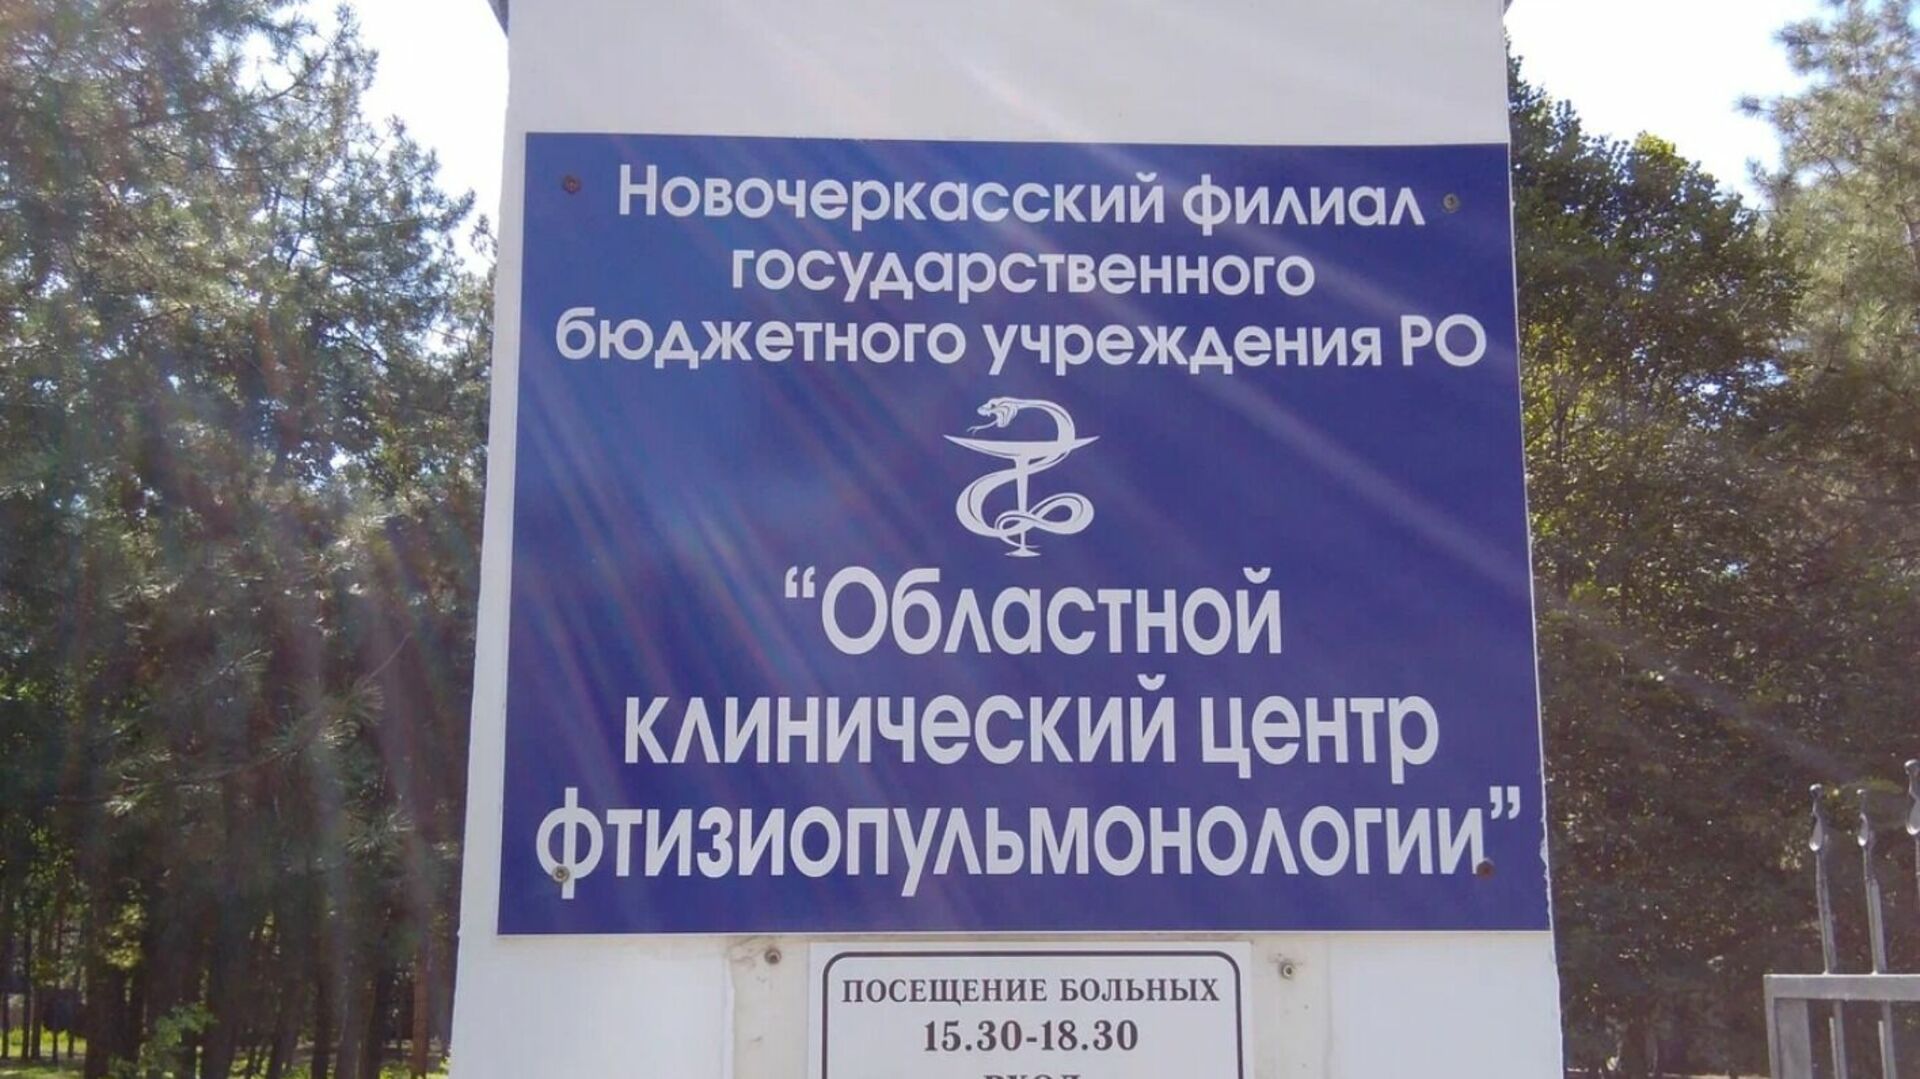 Новочеркасский филиал
государственного
бюджетного учреждения РО
“Областной
клинический центр
фтизиопульмонологии”
ПОСЕЩЕНИЕ БОЛЬНЫХ
15.30-18.30